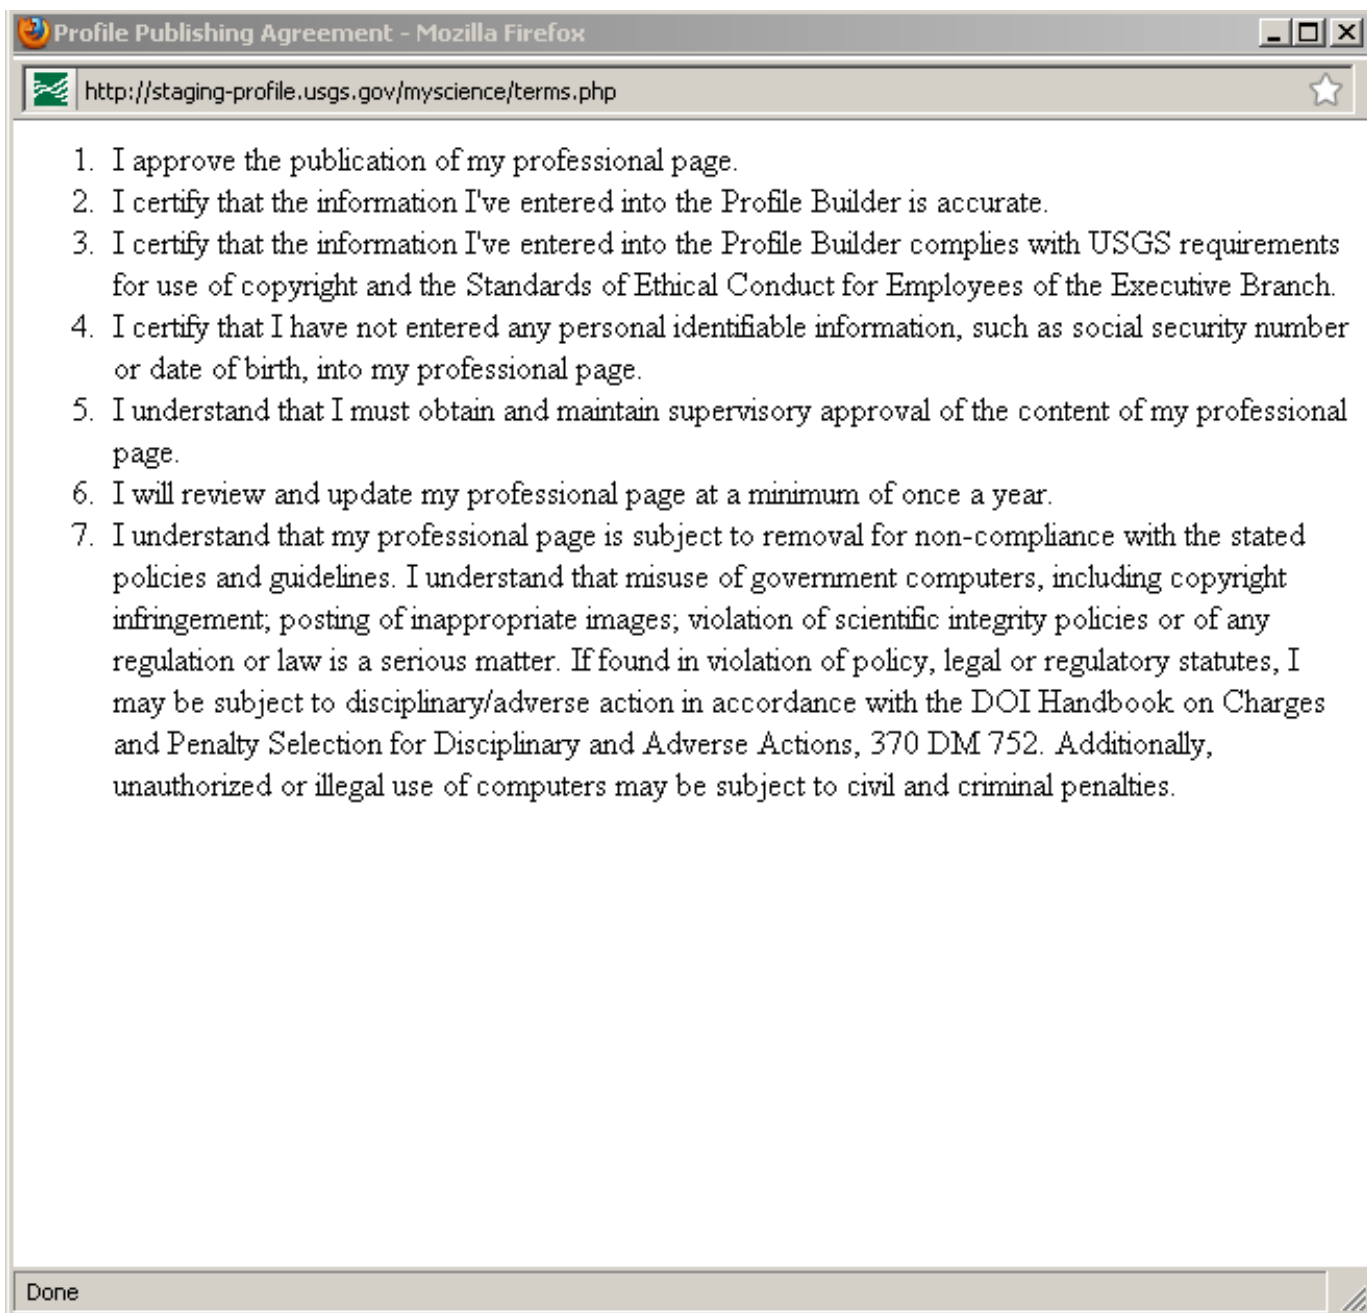 Profile Publishing Agreement - Mozilla Firefox
http://staging-profile.usgs.gov/myscience/terms.php
1. I approve the publication of my professional page.
2. I certify that the information I've entered into the Profile Builder is accurate.
3. I certify that the information I've entered into the Profile Builder complies with USGS requirements
for use of copyright and the Standards of Ethical Conduct for Employees of the Executive Branch.
4. I certify that I have not entered any personal identifiable information, such as social security number
or date of birth, into my professional page.
5. I understand that I must obtain and maintain supervisory approval of the content of my professional
page.
6. I will review and update my professional page at a minimum of once a year.
7. I understand that my professional page is subject to removal for non-compliance with the stated
policies and guidelines. I understand that misuse of government computers, including copyright
infringement; posting of inappropriate images; violation of scientific integrity policies or of any
regulation or law is a serious matter. If found in violation of policy, legal or regulatory statutes, I
may be subject to disciplinary/adverse action in accordance with the DOI Handbook on Charges
and Penalty Selection for Disciplinary and Adverse Actions, 370 DM 752. Additionally,
unauthorized or illegal use of computers may be subject to civil and criminal penalties.
Done